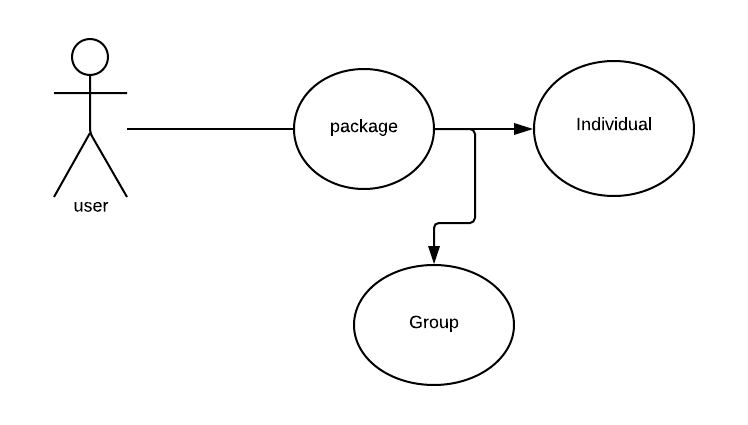 package
Individual
user
Group